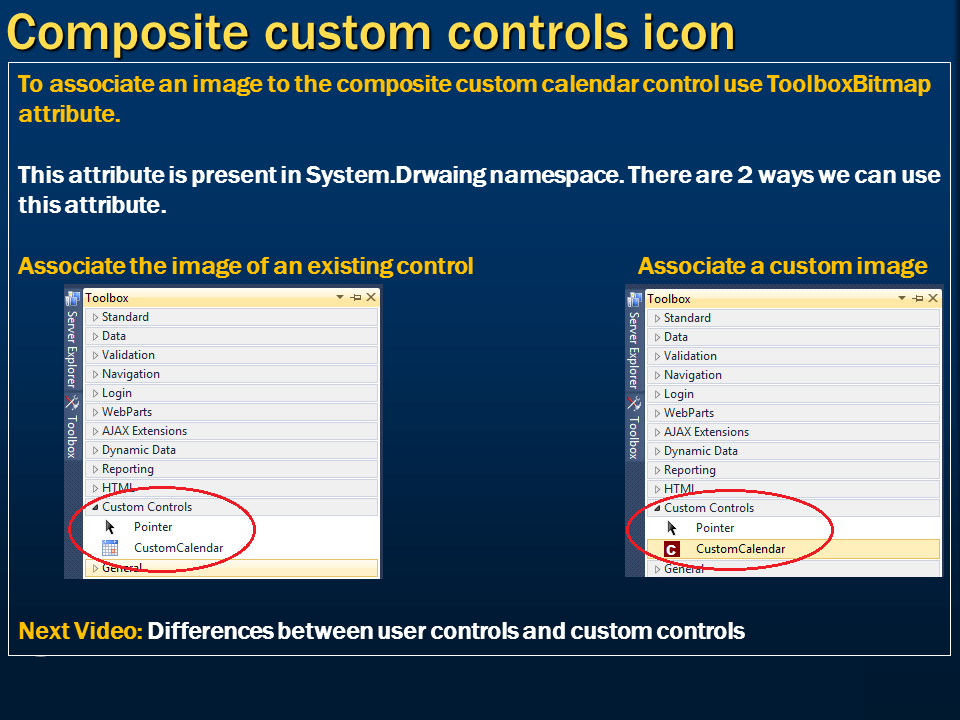 Composite custom controls icon
To associate an image to the composite custom calendar control use ToolboxBitmap
attribute.
This attribute is present in System.Drwaing namespace. There are 2 ways we can use
this attribute.
Associate the image of an existing control
Server Explorer
Toolbox
Toolbox
Standard
Data
Validation
Navigation
Login
WebParts
AJAX Extensions
Dynamic Data
Reporting
HTML
Custom Controls
Pointer
CustomCalendar
General
Associate a custom image
Server Explorer
Toolbox
Toolbox
Standard
Data
Validation
Navigation
Login
WebParts
AJAX Extensions
Dynamic Data
Reporting
HTML
Custom Controls
Pointer
C CustomCalendar
General
Next Video: Differences between user controls and custom controls